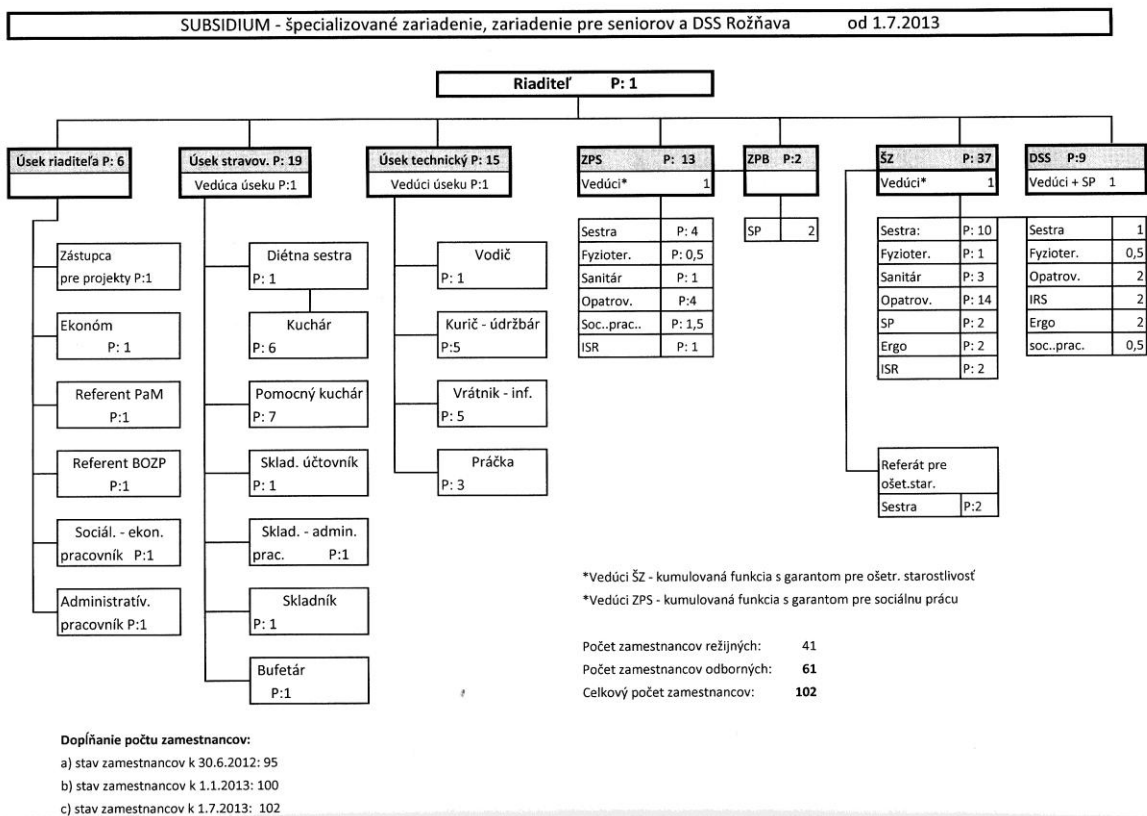 SUBSIDIUM - špecializované zariadenie, zariadenie pre seniorov a DSS Rožňava od 1.7.2013
Riaditeľ P: 1
Úsek riaditeľa P: 6
Úsek stravov. P: 19
Vedúca úseku P:1
Úsek technický P: 15
Vedúci úseku P:1
ZPS P: 13
Vedúci* 1
ZPB P:2
ŠZ P: 37
Vedúci* 1
DSS P:9
Vedúci + SP 1
Zástupca
pre projekty P:1
Ekonóm
P: 1
Referent PaM
P:1
Referent BOZP
P:1
Sociál. - ekon.
pracovník P:1
Administratív.
pracovník P:1
Diétna sestra
P: 1
Kuchár
P: 6
Pomocný kuchár
P: 7
Sklad. účtovník
P: 1
Sklad. - admin.
prac. P:1
Skladník
P: 1
Bufetár
P:1
Vodič
P: 1
Kurič - údržbár
P:5
Vrátnik - inf.
P: 5
Práčka
P: 3
Sestra P: 4
Fyzioter. P: 0,5
Sanitár P: 1
Opatrov. P:4
Soc..prac.. P: 1,5
ISR P: 1
SP 2
Sestra: P: 10
Fyzioter. P: 1
Sanitár P: 3
Opatrov. P: 14
SP P: 2
Ergo P: 2
ISR P: 2
Referát pre
ošet.star.
Sestra P:2
Sestra 1
Fyzioter. 0,5
Opatrov. 2
IRS 2
Ergo 2
soc..prac. 0,5
*Vedúci ŠZ - kumulovaná funkcia s garantom pre ošetr. starostlivosť
*Vedúci ZPS - kumulovaná funkcia s garantom pre sociálnu prácu
Počet zamestnancov režijných: 41
Počet zamestnancov odborných: 61
Celkový počet zamestnancov: 102
Dopĺňanie počtu zamestnancov:
a) stav zamestnancov k 30.6.2012: 95
b) stav zamestnancov k 1.1.2013: 100
c) stav zamestnancov k 1.7.2013: 102